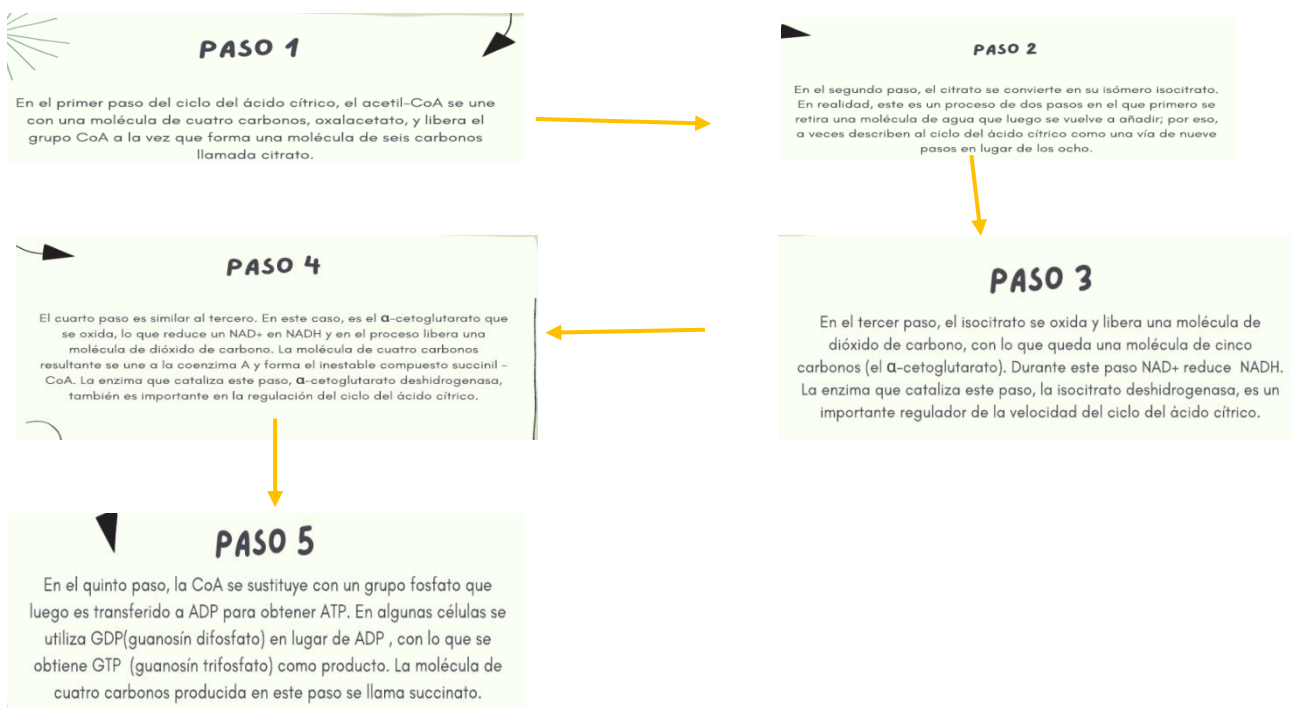 PASO 1
En el primer paso del ciclo del ácido cítrico, el acetil-CoA se une
con una molécula de cuatro carbonos, oxalacetato, y libera el
grupo CoA a la vez que forma una molécula de seis carbonos
llamada citrato.
PASO 2
En el segundo paso, el citrato se convierte en su isómero isocitrato.
En realidad, este es un proceso de dos pasos en el que primero se
retira una molécula de agua que luego se vuelve a añadir; por eso,
a veces describen al ciclo del ácido cítrico como una vía de nueve
pasos en lugar de los ocho.
PASO 3
En el tercer paso, el isocitrato se oxida y libera una molécula de
dióxido de carbono, con lo que queda una molécula de cinco
carbonos (el α-cetoglutarato). Durante este paso NAD+ reduce NADH.
La enzima que cataliza este paso, la isocitrato deshidrogenasa, es un
importante regulador de la velocidad del ciclo del ácido cítrico.
PASO 4
El cuarto paso es similar al tercero. En este caso, es el α-cetoglutarato que
se oxida, lo que reduce un NAD+ en NADH y en el proceso libera una
molécula de dióxido de carbono. La molécula de cuatro carbonos
resultante se une a la coenzima A y forma el inestable compuesto succinil -
CoA. La enzima que cataliza este paso, α-cetoglutarato deshidrogenasa,
también es importante en la regulación del ciclo del ácido cítrico.
PASO 5
En el quinto paso, la CoA se sustituye con un grupo fosfato que
luego es transferido a ADP para obtener ATP. En algunas células se
utiliza GDP(guanosín difosfato) en lugar de ADP , con lo que se
obtiene GTP (guanosín trifosfato) como producto. La molécula de
cuatro carbonos producida en este paso se llama succinato.